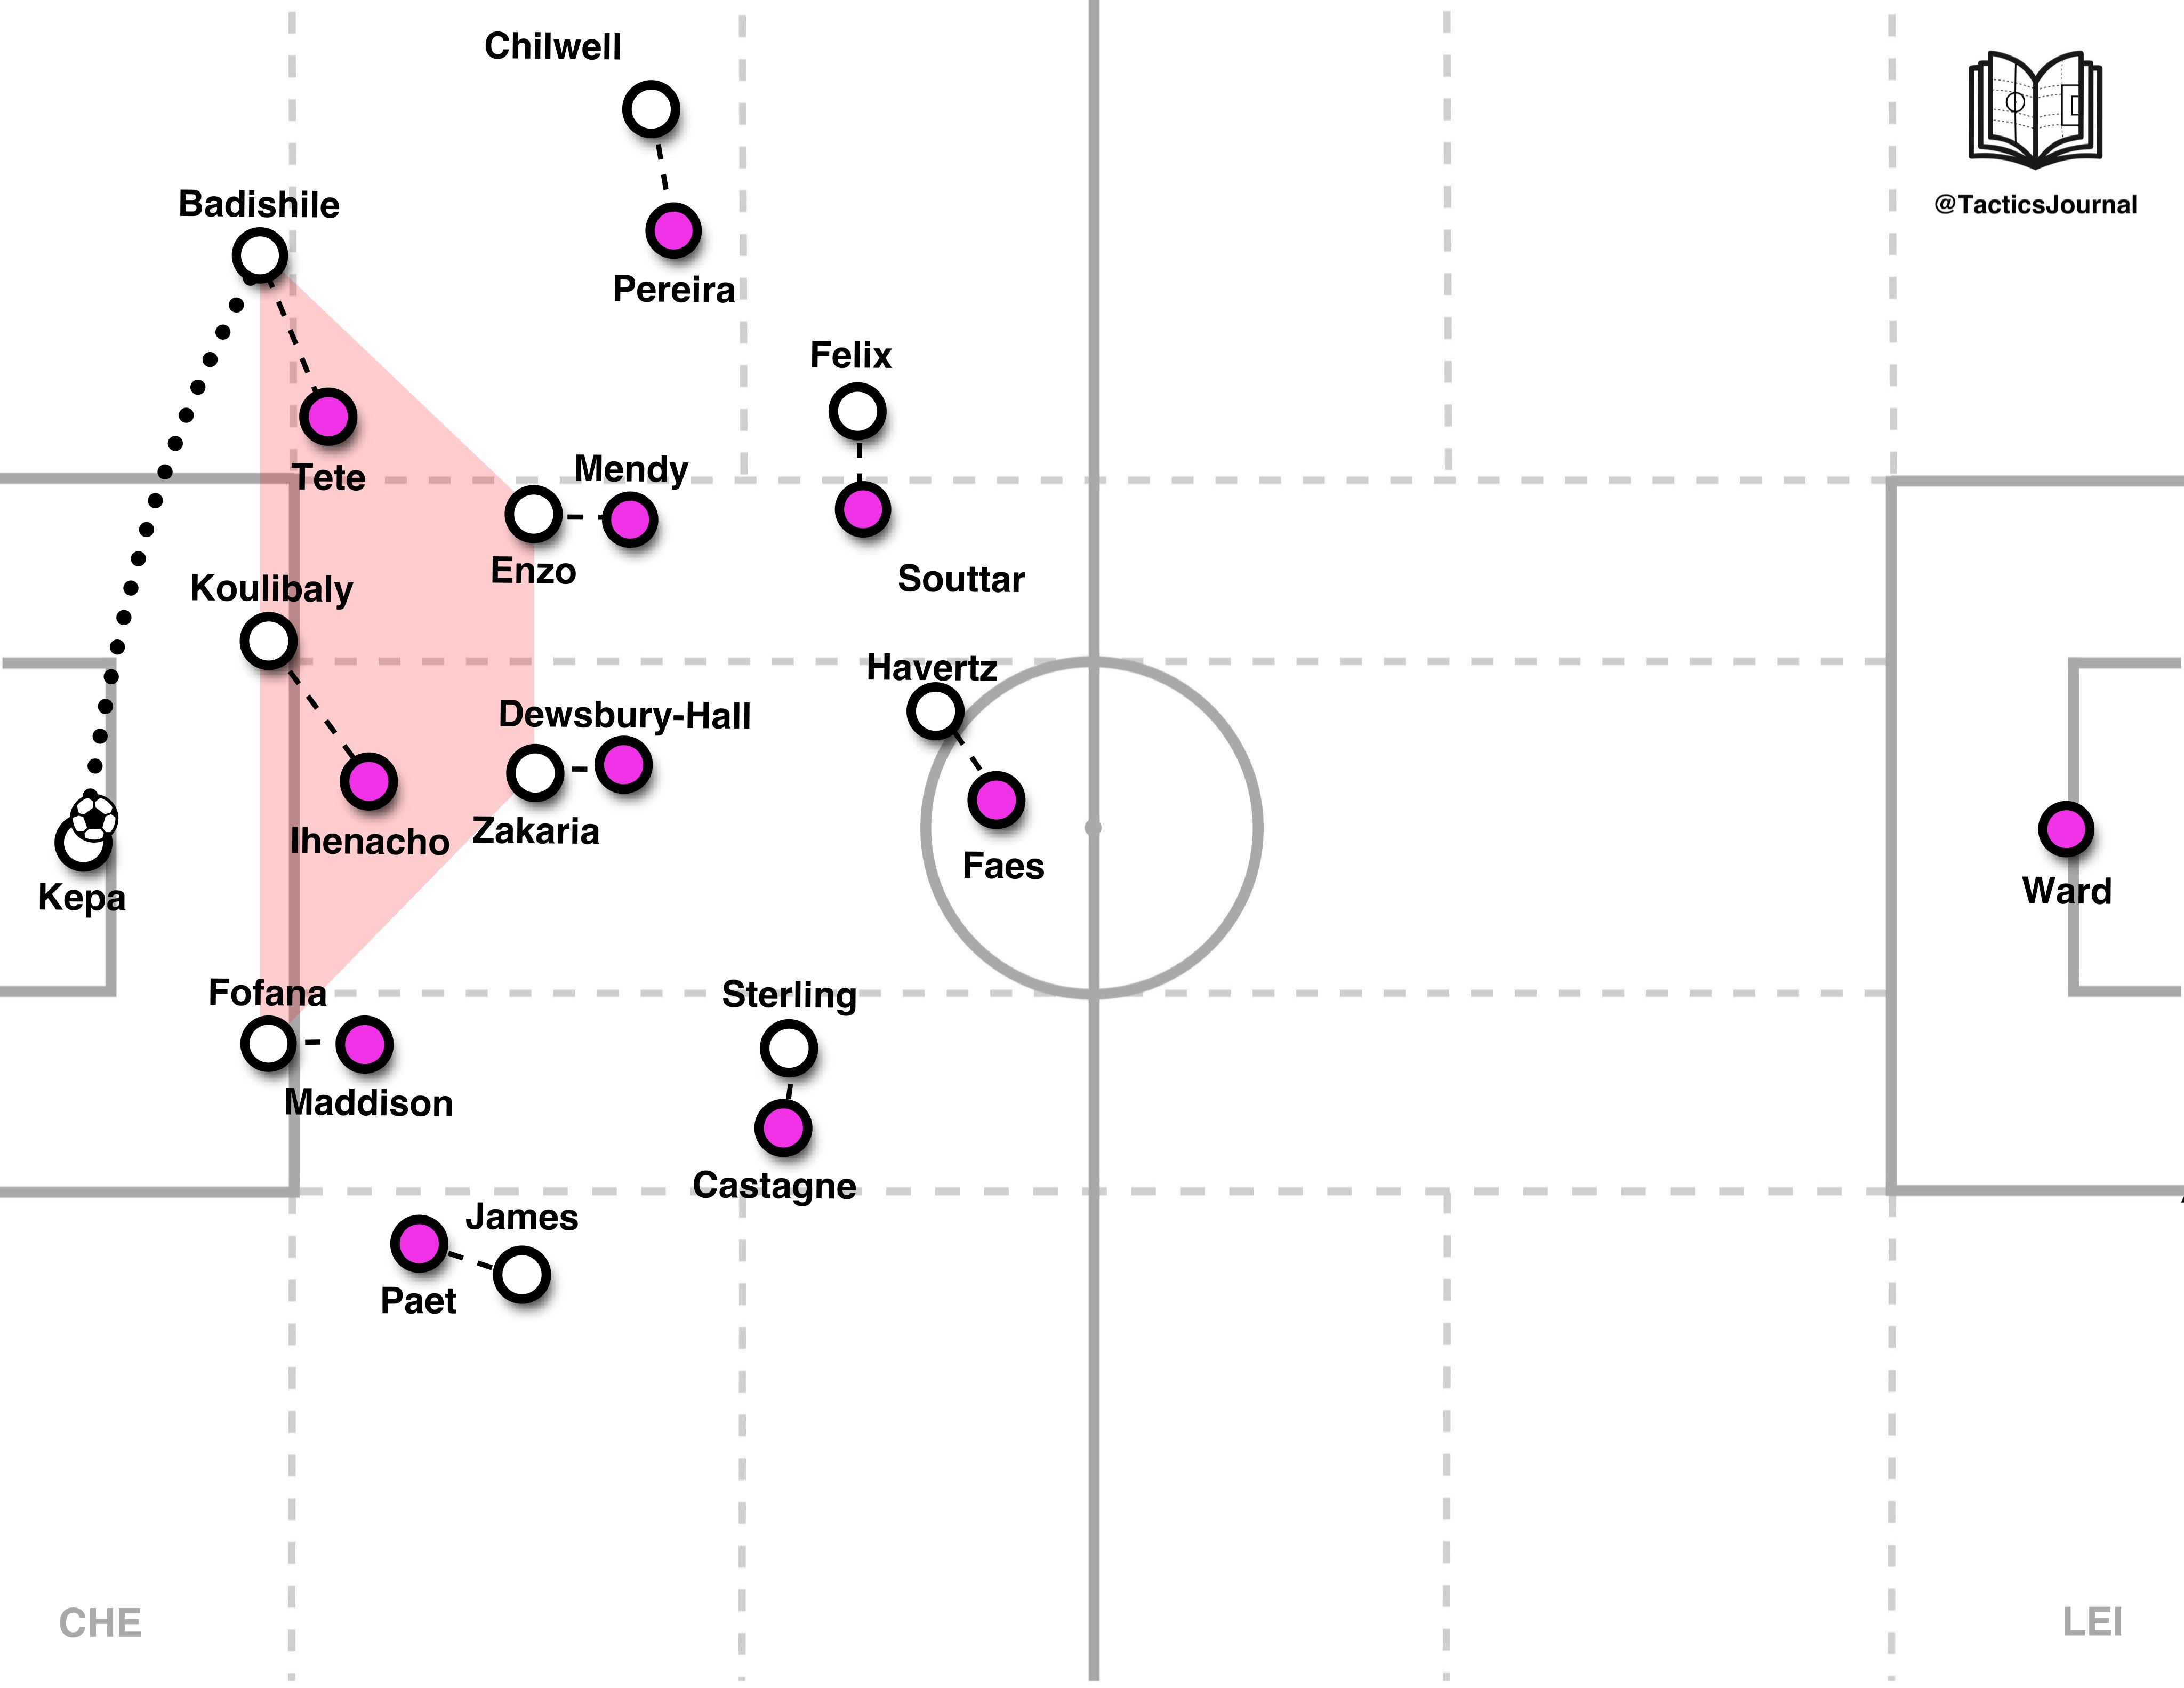 Chilwell
@TacticsJournal
Badishile
Pereira
Felix
Tete
Mendy
Enzo
Souttar
Koulibaly
Havertz
Dewsbury-Hall
Ihenacho
Zakaria
Faes
Kepa
Ward
Fofana
Sterling
Maddison
Castagne
James
Paet
CHE
LEI